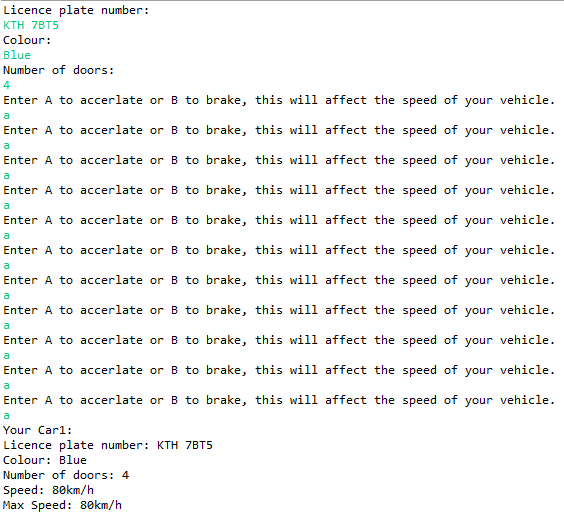 Licence plate number:
KTH 7BT5
Colour:
Blue
Number of doors:
4
Enter A to accerlate or B to brake, this will affect the speed of your vehicle.
a
Enter A to accerlate or B to brake, this will affect the speed of your vehicle.
a
Enter A to accerlate or B to brake, this will affect the speed of your vehicle.
a
Enter A to accerlate or B to brake, this will affect the speed of your vehicle.
a
Enter A to accerlate or B to brake, this will affect the speed of your vehicle.
a
Enter A to accerlate or B to brake, this will affect the speed of your vehicle.
a
Enter A to accerlate or B to brake, this will affect the speed of your vehicle.
a
Enter A to accerlate or B to brake, this will affect the speed of your vehicle.
a
Enter A to accerlate or B to brake, this will affect the speed of your vehicle.
a
Enter A to accerlate or B to brake, this will affect the speed of your vehicle.
a
Enter A to accerlate or B to brake, this will affect the speed of your vehicle.
a
Your Car1:
Licence plate number: KTH 7BT5
Colour: Blue
Number of doors: 4
Speed: 80km/h
Max Speed: 80km/h